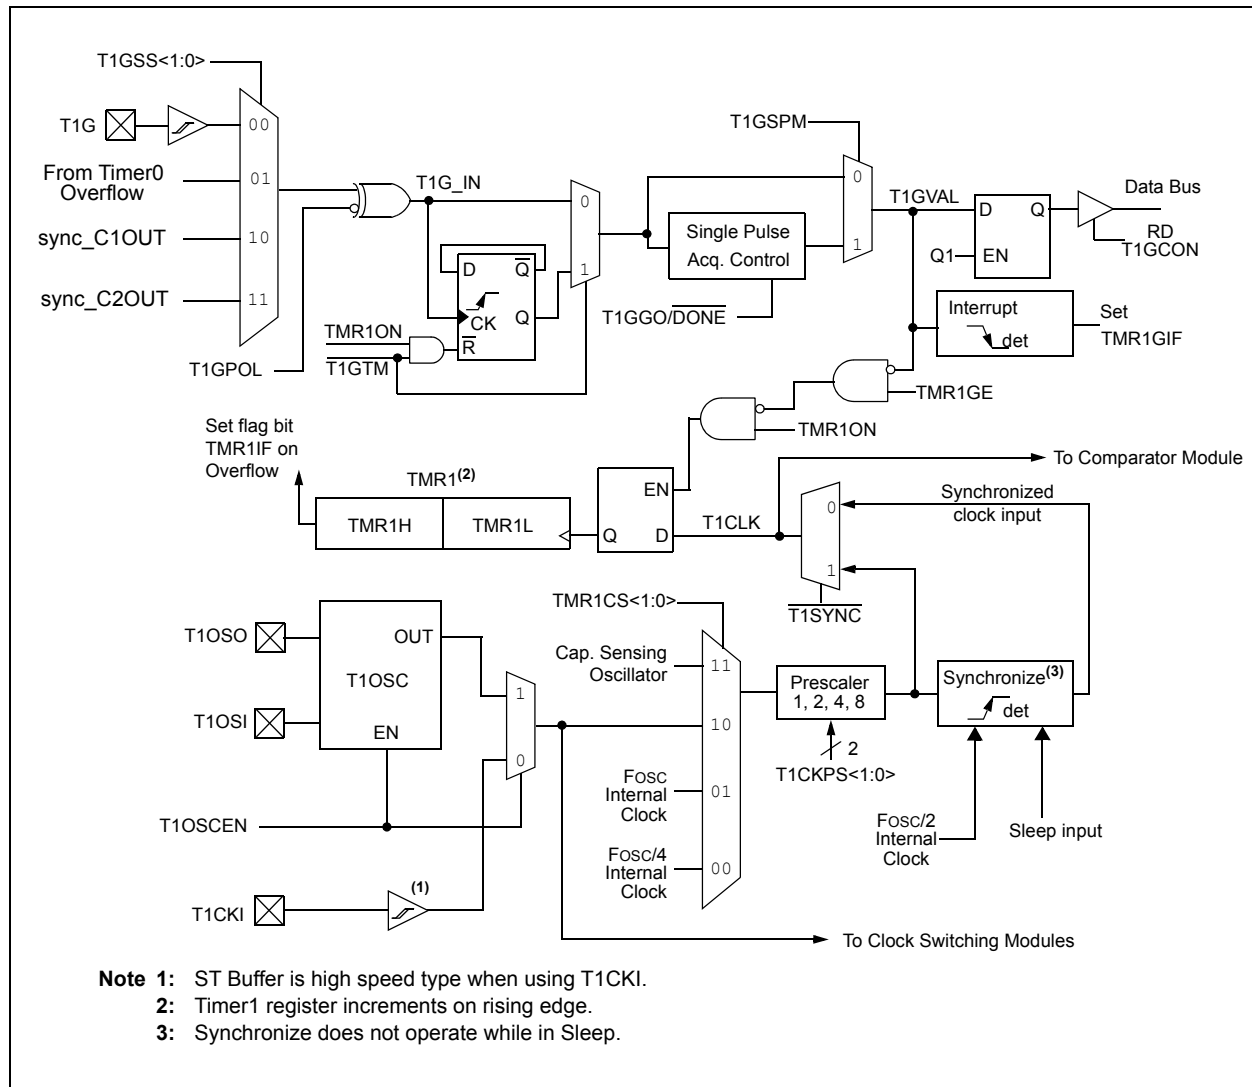 T1GSS<1:0>
T1G
00
From Timer0
Overflow
01
sync_C1OUT
10
sync_C2OUT
11
T1GPOL
T1G_IN
0
1
D
Q
CK
Q
R
TMR1ON
T1GTM
T1GSPM
0
1
Single Pulse
Acq. Control
T1GGO/DONE
T1GVAL
D
Q
Q1
EN
Data Bus
RD
T1GCON
Interrupt
det
Set
TMR1GIF
TMR1GE
TMR1ON
Set flag bit
TMR1IF on
Overflow
TMR1(2)
TMR1H
TMR1L
EN
Q
D
T1CLK
To Comparator Module
0
1
Synchronized
clock input
T1SYNC
T1OSO
OUT
T1OSC
T1OSI
EN
1
0
T1OSCEN
(1)
T1CKI
TMR1CS<1:0>
Cap. Sensing
Oscillator
11
10
FOSC
Internal
Clock
01
FOSC/4
Internal
Clock
00
Prescaler
1, 2, 4, 8
2
T1CKPS<1:0>
Synchronize(3)
det
FOSC/2
Internal
Clock
Sleep input
To Clock Switching Modules
Note 1: ST Buffer is high speed type when using T1CKI.
2: Timer1 register increments on rising edge.
3: Synchronize does not operate while in Sleep.